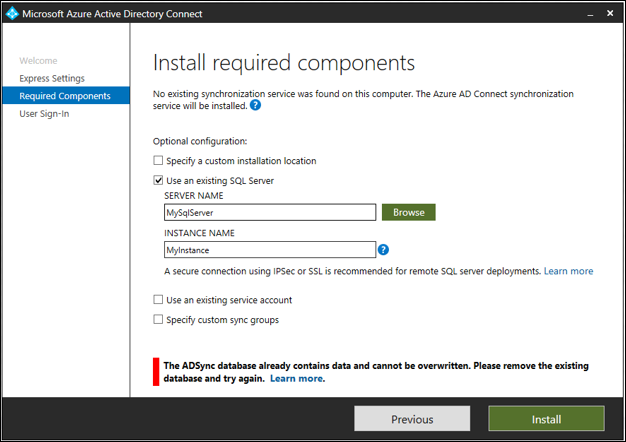 Microsoft Azure Active Directory Connect
Welcome
Express Settings
Required Components
User Sign-In
Install required components
No existing synchronization service was found on this computer. The Azure AD Connect synchronization
service will be installed. ?
Optional configuration:
Specify a custom installation location
Use an existing SQL Server
SERVER NAME
MySqlServer
Browse
INSTANCE NAME
MyInstance
?
A secure connection using IPSec or SSL is recommended for remote SQL server deployments. Learn more
Use an existing service account
Specify custom sync groups
The ADSync database already contains data and cannot be overwritten. Please remove the existing
database and try again. Learn more.
Previous
Install